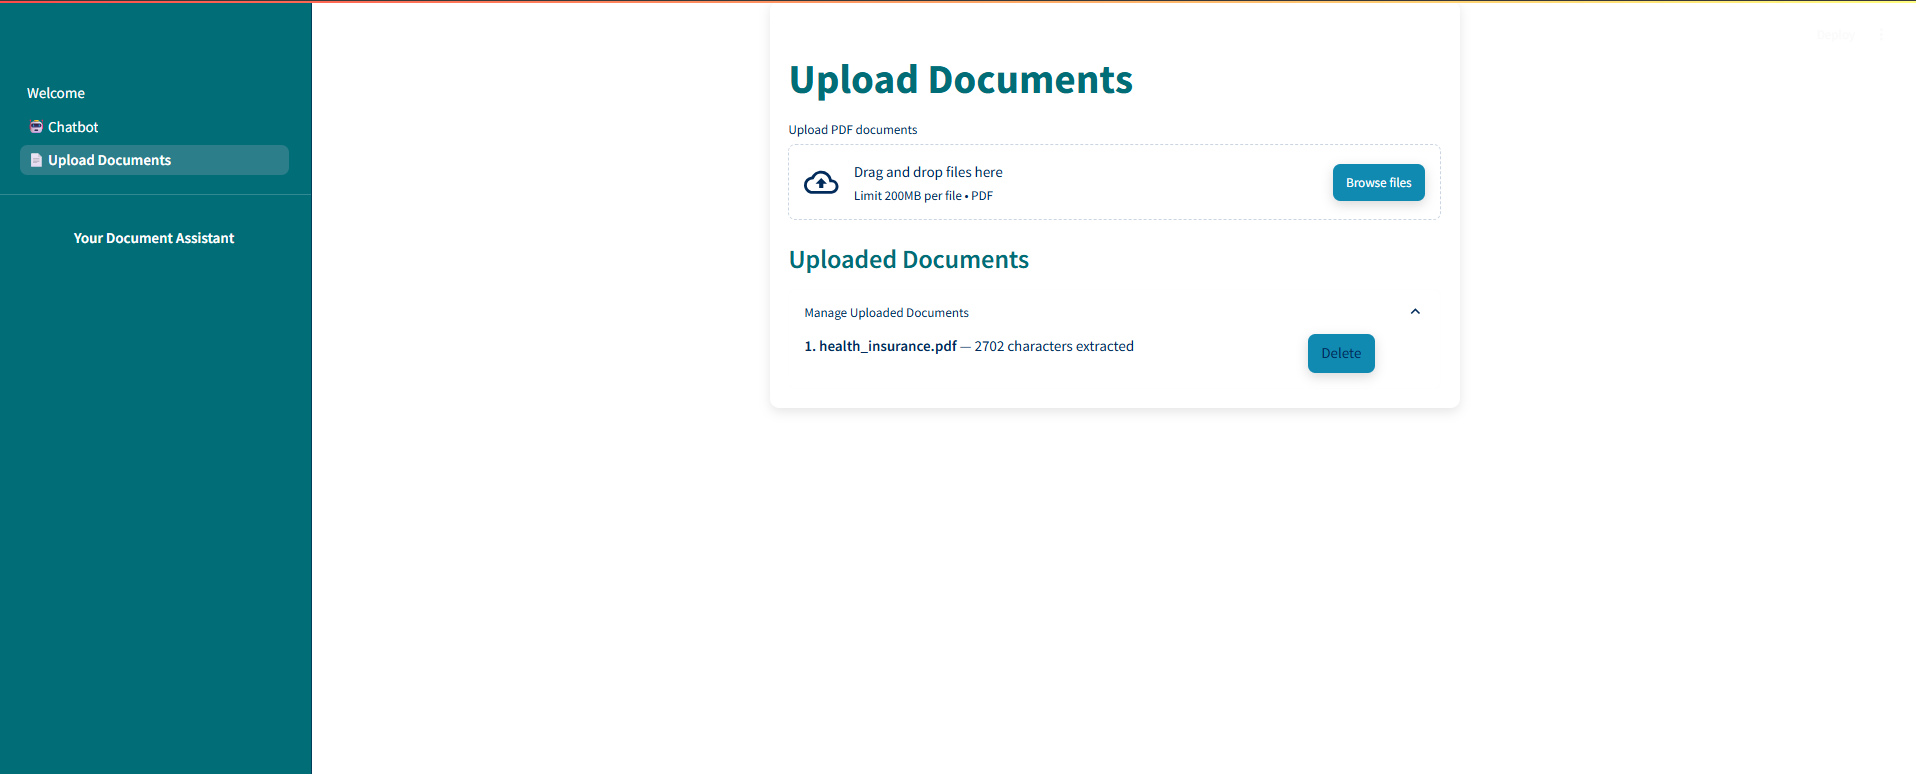 Welcome
Chatbot
Upload Documents
Your Document Assistant
Upload Documents
Upload PDF documents
Drag and drop files here
Limit 200MB per file • PDF
Browse files
Uploaded Documents
Manage Uploaded Documents
1. health_insurance.pdf — 2702 characters extracted
Delete